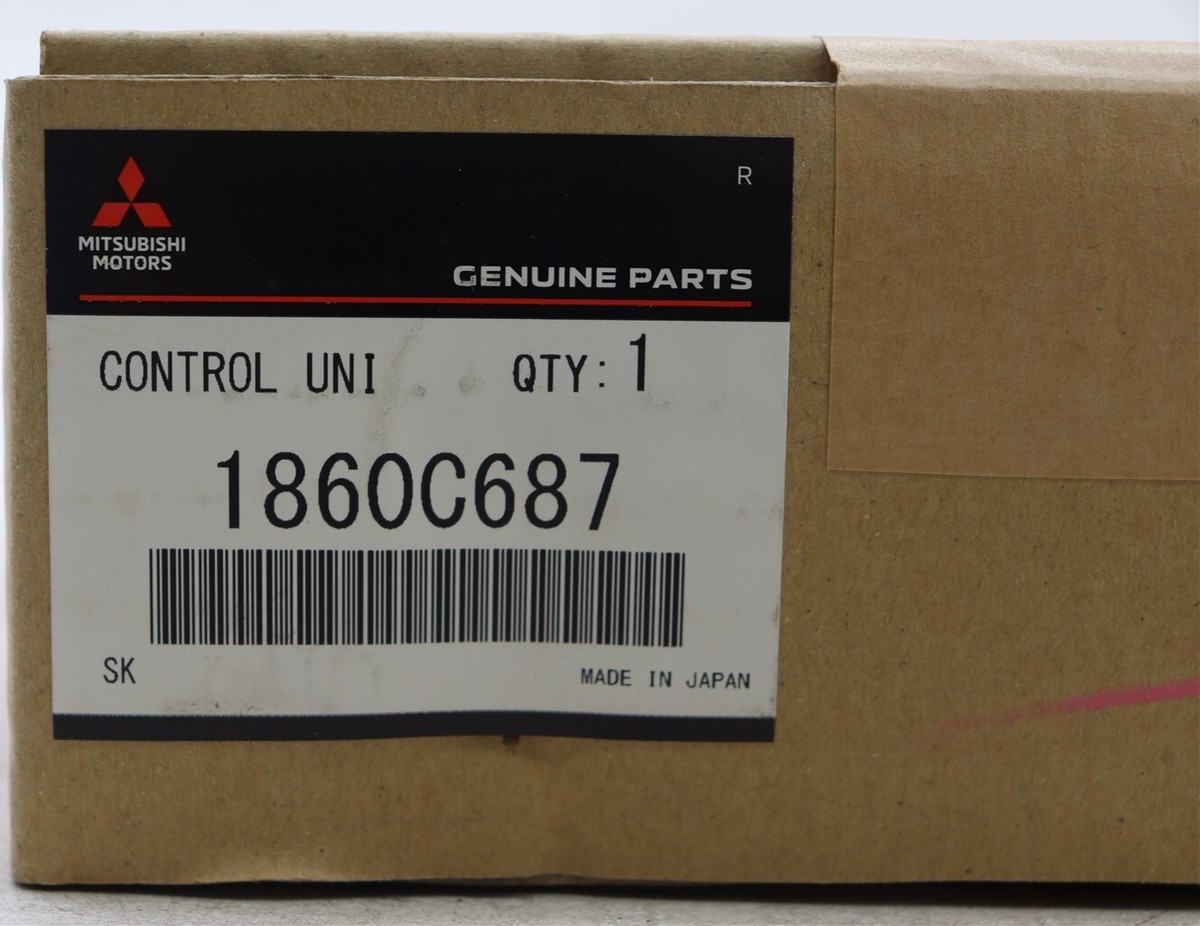 R
MITSUBISHI
MOTORS
GENUINE PARTS
CONTROL UNI QTY: 1
1860C687
SK MADE IN JAPAN